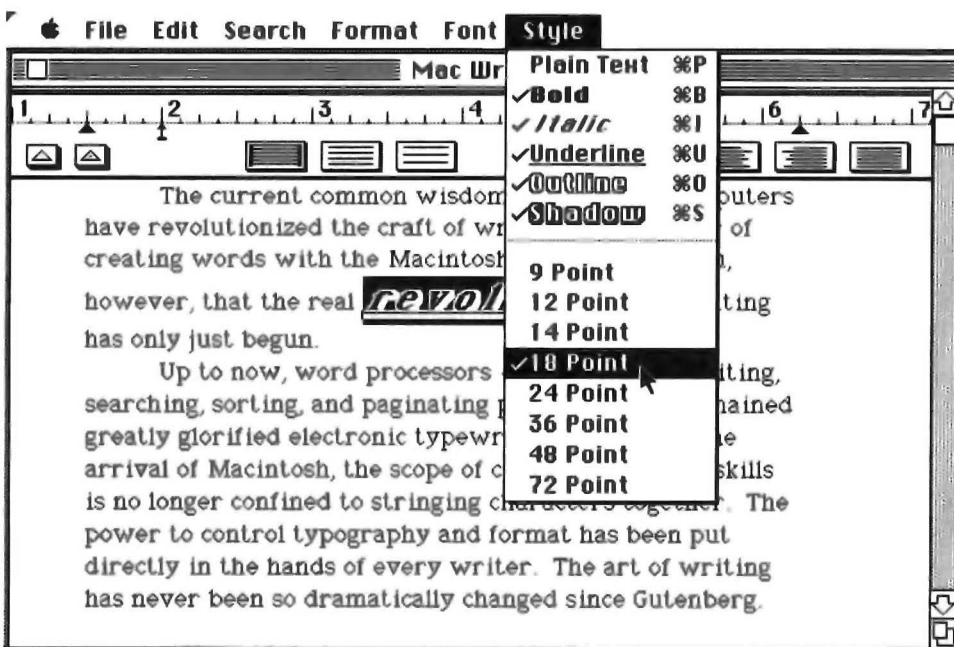 File Edit Search Format Font Style
Mac Wr
1 2 3 4 6 7
Plain Text ⌘P
✓Bold ⌘B
✓Italic ⌘I
✓Underline ⌘U
✓Outline ⌘O
✓Shadow ⌘S
9 Point
12 Point
14 Point
✓18 Point
24 Point
36 Point
48 Point
72 Point
The current common wisdom puters
have revolutionized the craft of wr of
creating words with the Macintosh ,
however, that the real revol ting
has only just begun.
Up to now, word processors iting,
searching, sorting, and paginating p ained
greatly glorified electronic typewr e
arrival of Macintosh, the scope of c skills
is no longer confined to stringing characters together. The
power to control typography and format has been put
directly in the hands of every writer. The art of writing
has never been so dramatically changed since Gutenberg.